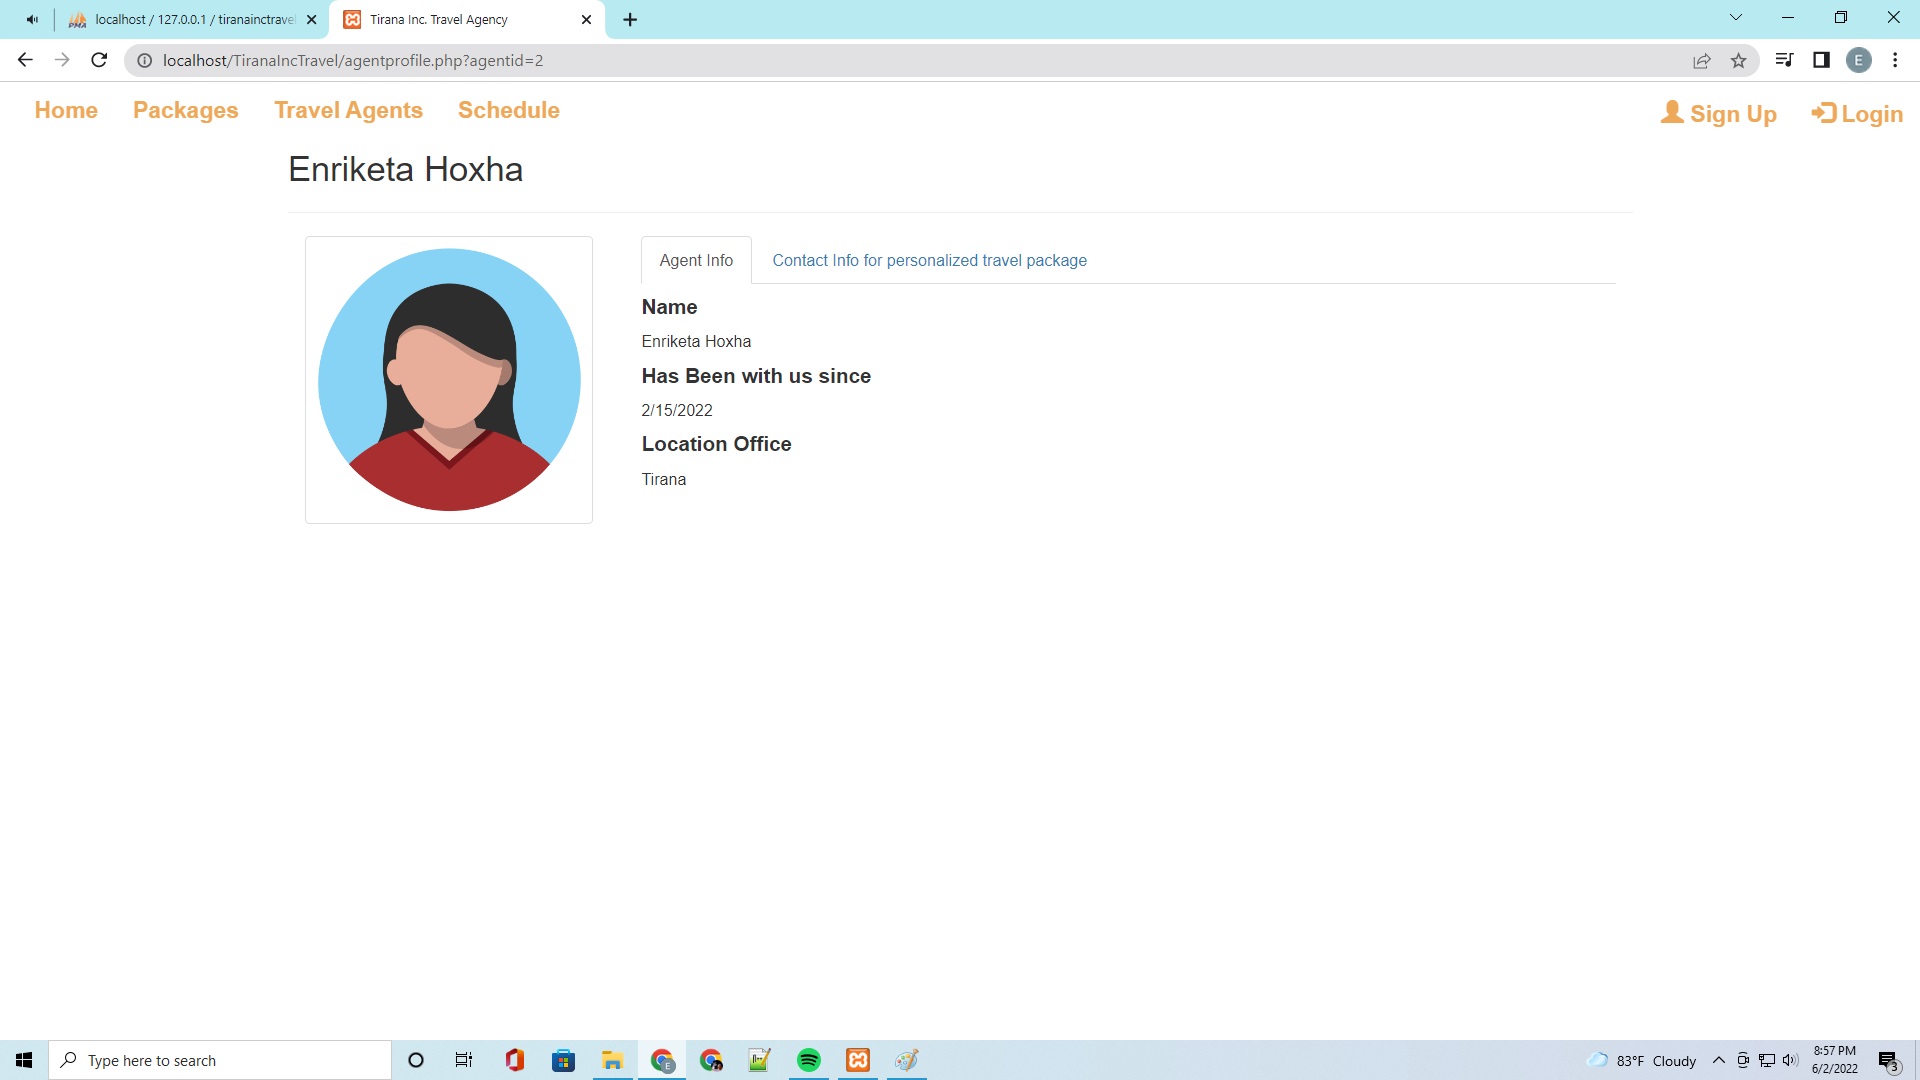 localhost / 127.0.0.1 / tiranainctrave
Tirana Inc. Travel Agency
localhost/TiranaIncTravel/agentprofile.php?agentid=2
E
Home Packages Travel Agents Schedule Sign Up Login
Enriketa Hoxha
Agent Info Contact Info for personalized travel package
Name
Enriketa Hoxha
Has Been with us since
2/15/2022
Location Office
Tirana
Type here to search
83°F Cloudy
8:57 PM
6/2/2022
3